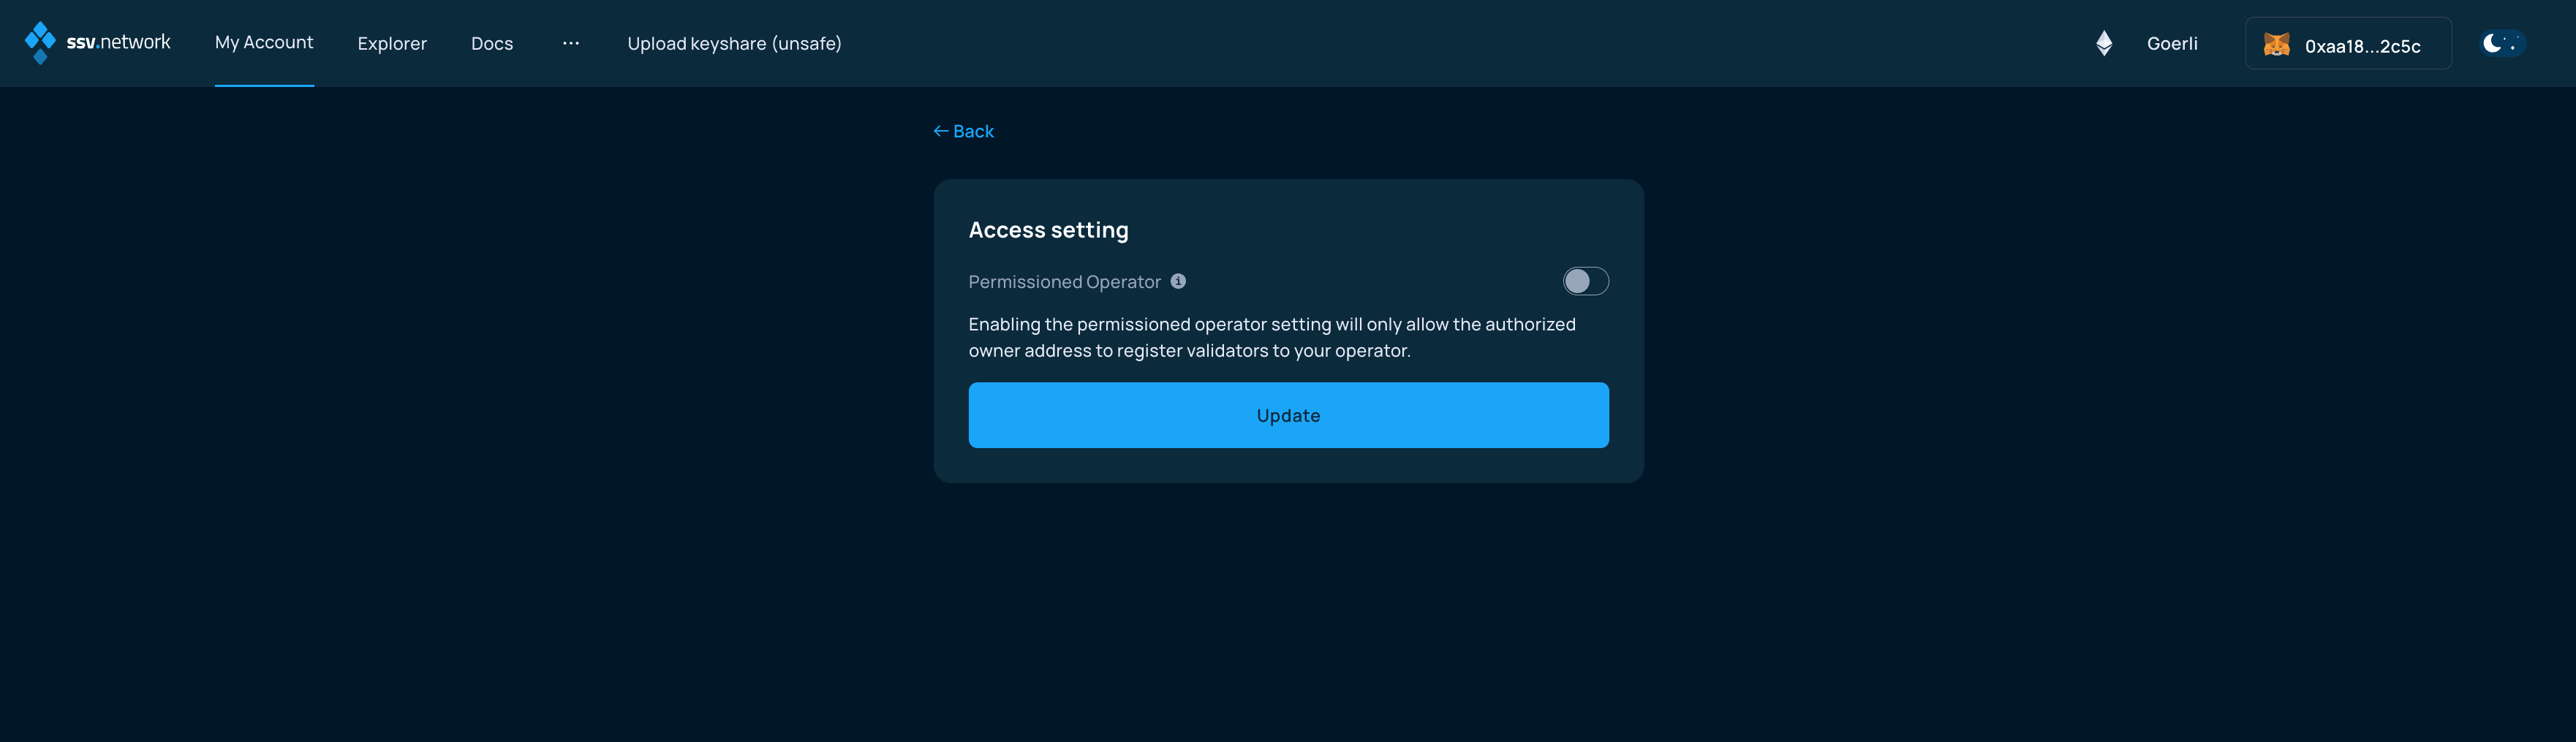 ssv.network
My Account
Explorer
Docs
···
Upload keyshare (unsafe)
Goerli
0xaa18...2c5c
← Back
Access setting
Permissioned Operator
Enabling the permissioned operator setting will only allow the authorized
owner address to register validators to your operator.
Update